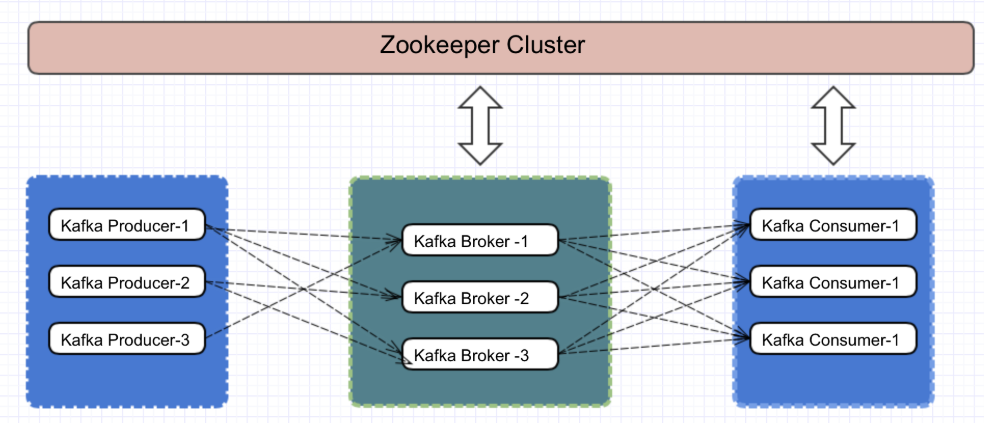 Zookeeper Cluster
Kafka Producer-1
Kafka Producer-2
Kafka Producer-3
Kafka Broker -1
Kafka Broker -2
Kafka Broker -3
Kafka Consumer-1
Kafka Consumer-1
Kafka Consumer-1